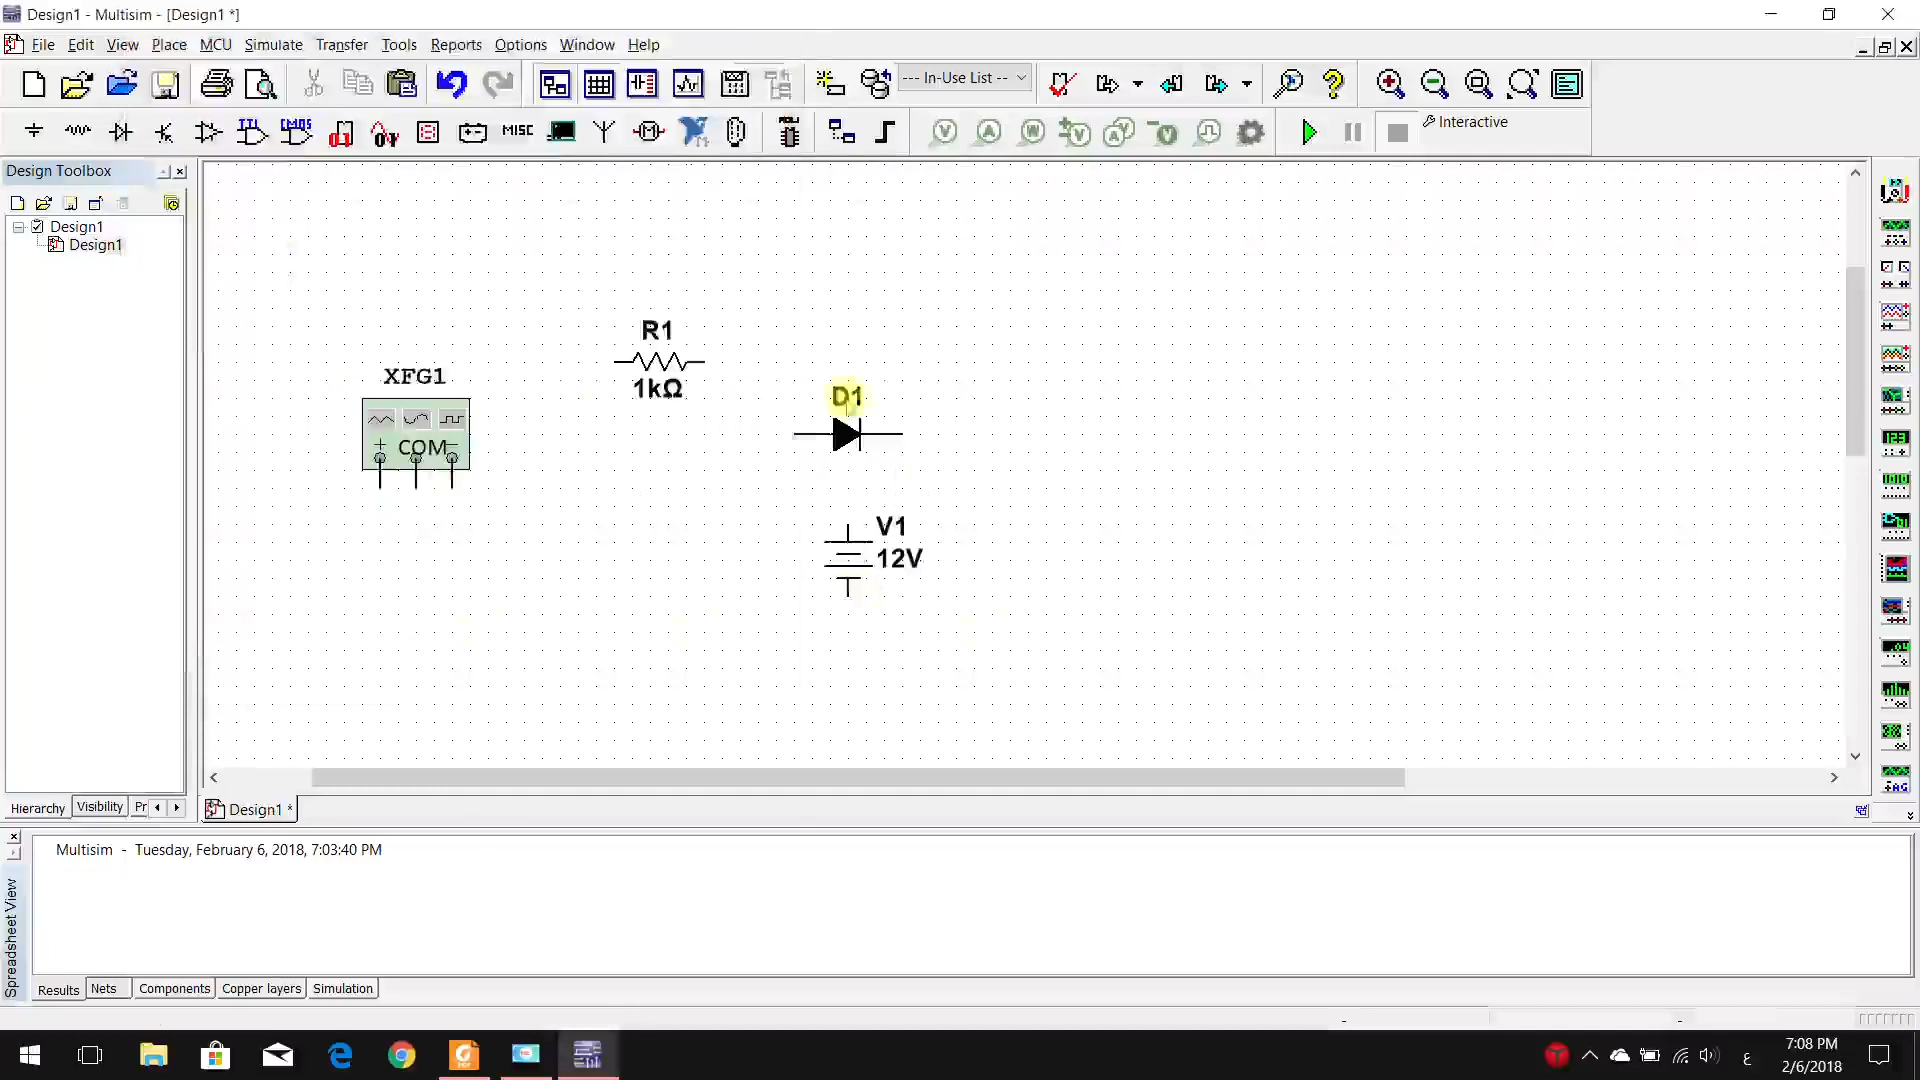 Design1 - Multisim - [Design1 *]
File Edit View Place MCU Simulate Transfer Tools Reports Options Window Help
--- In-Use List --
TTL CMOS MISC
Interactive
Design Toolbox
Design1
Design1
R1
1kΩ
XFG1
COM
D1
V1
12V
Hierarchy Visibility Pr
Design1 *
Multisim - Tuesday, February 6, 2018, 7:03:40 PM
Spreadsheet View
Results Nets Components Copper layers Simulation
7:08 PM
ع
2/6/2018